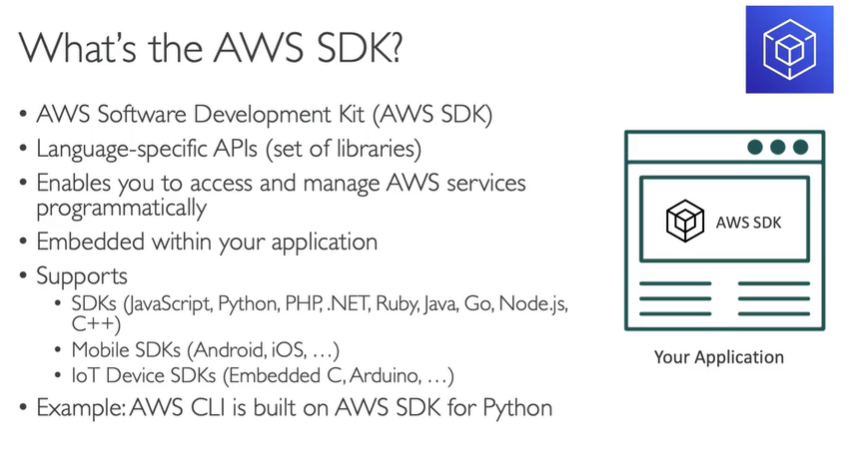 What's the AWS SDK?
• AWS Software Development Kit (AWS SDK)
• Language-specific APIs (set of libraries)
• Enables you to access and manage AWS services
programmatically
• Embedded within your application
• Supports
• SDKs (JavaScript, Python, PHP, .NET, Ruby, Java, Go, Node.js,
C++)
• Mobile SDKs (Android, iOS, …)
• IoT Device SDKs (Embedded C, Arduino, …)
• Example: AWS CLI is built on AWS SDK for Python
AWS SDK
Your Application